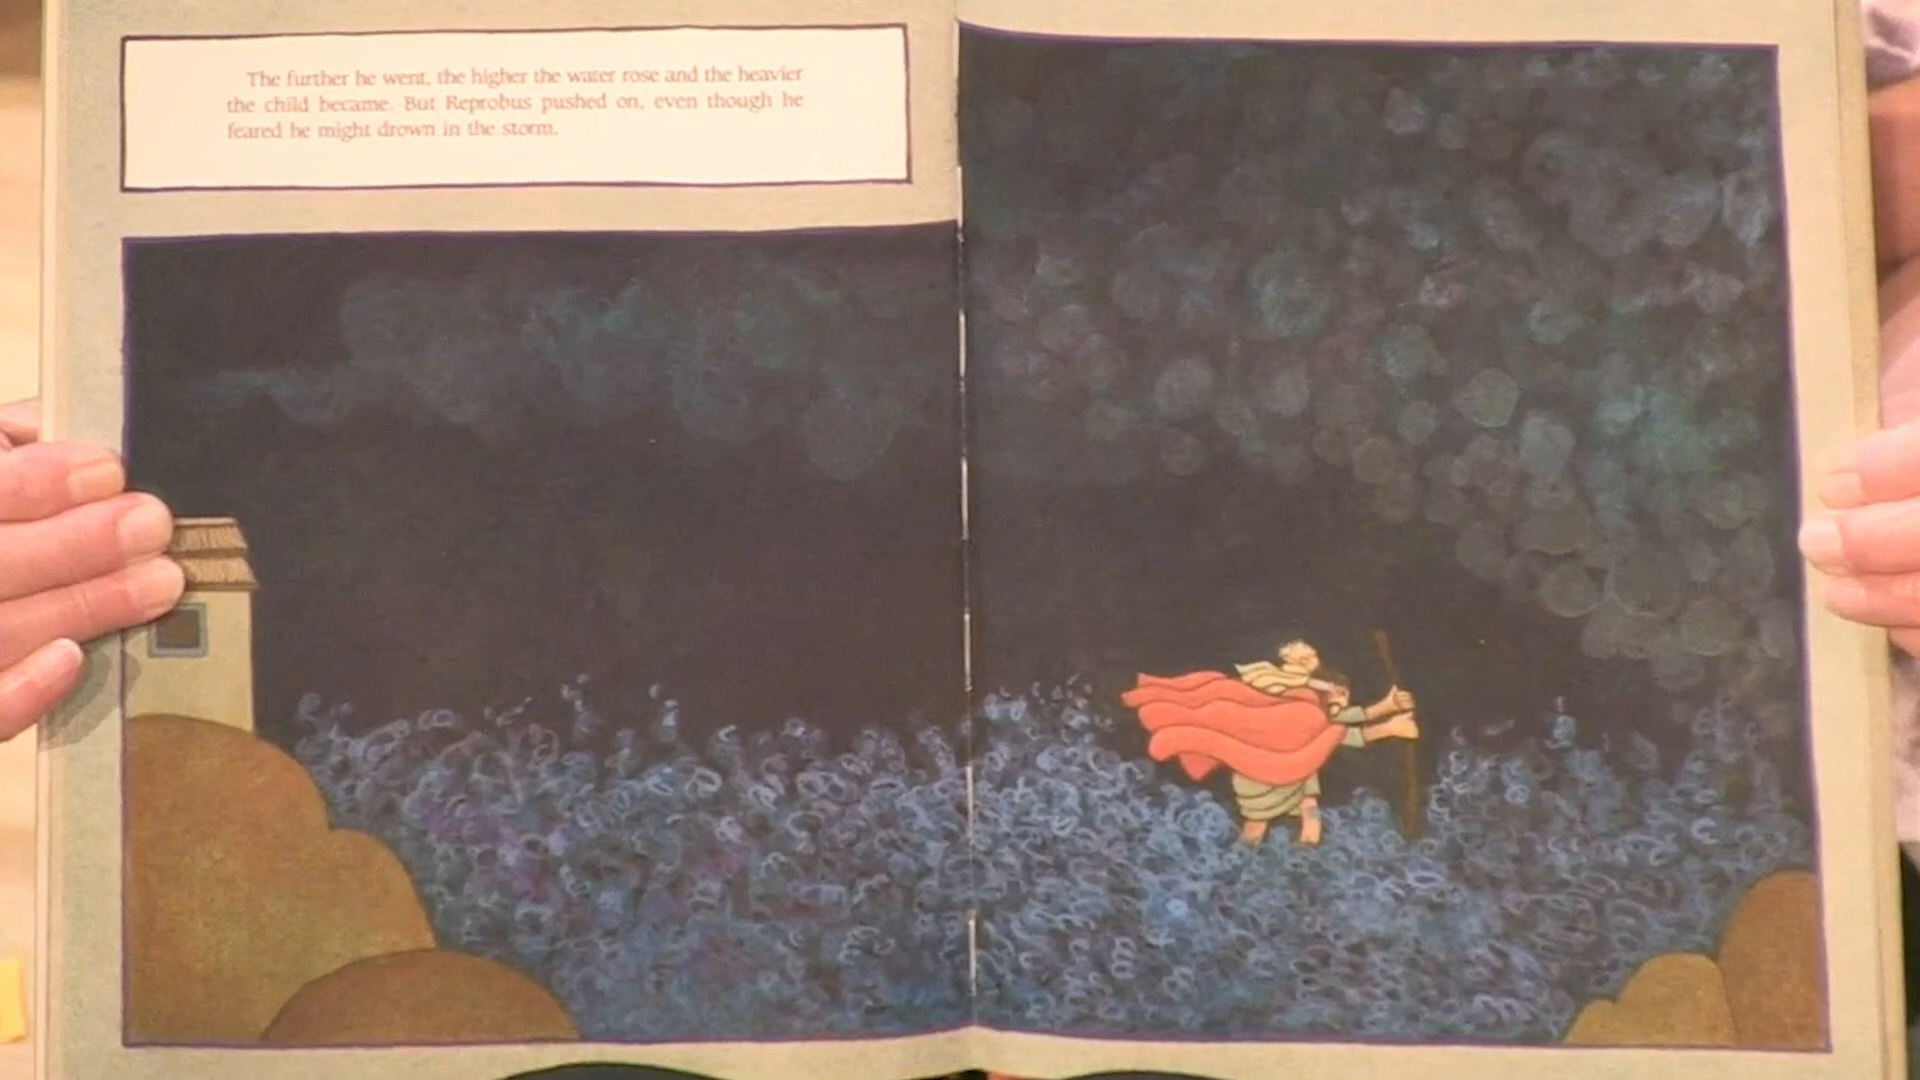 The further he went, the higher the water rose and the heavier
the child became. But Reprobus pushed on, even though he
feared he might drown in the storm.